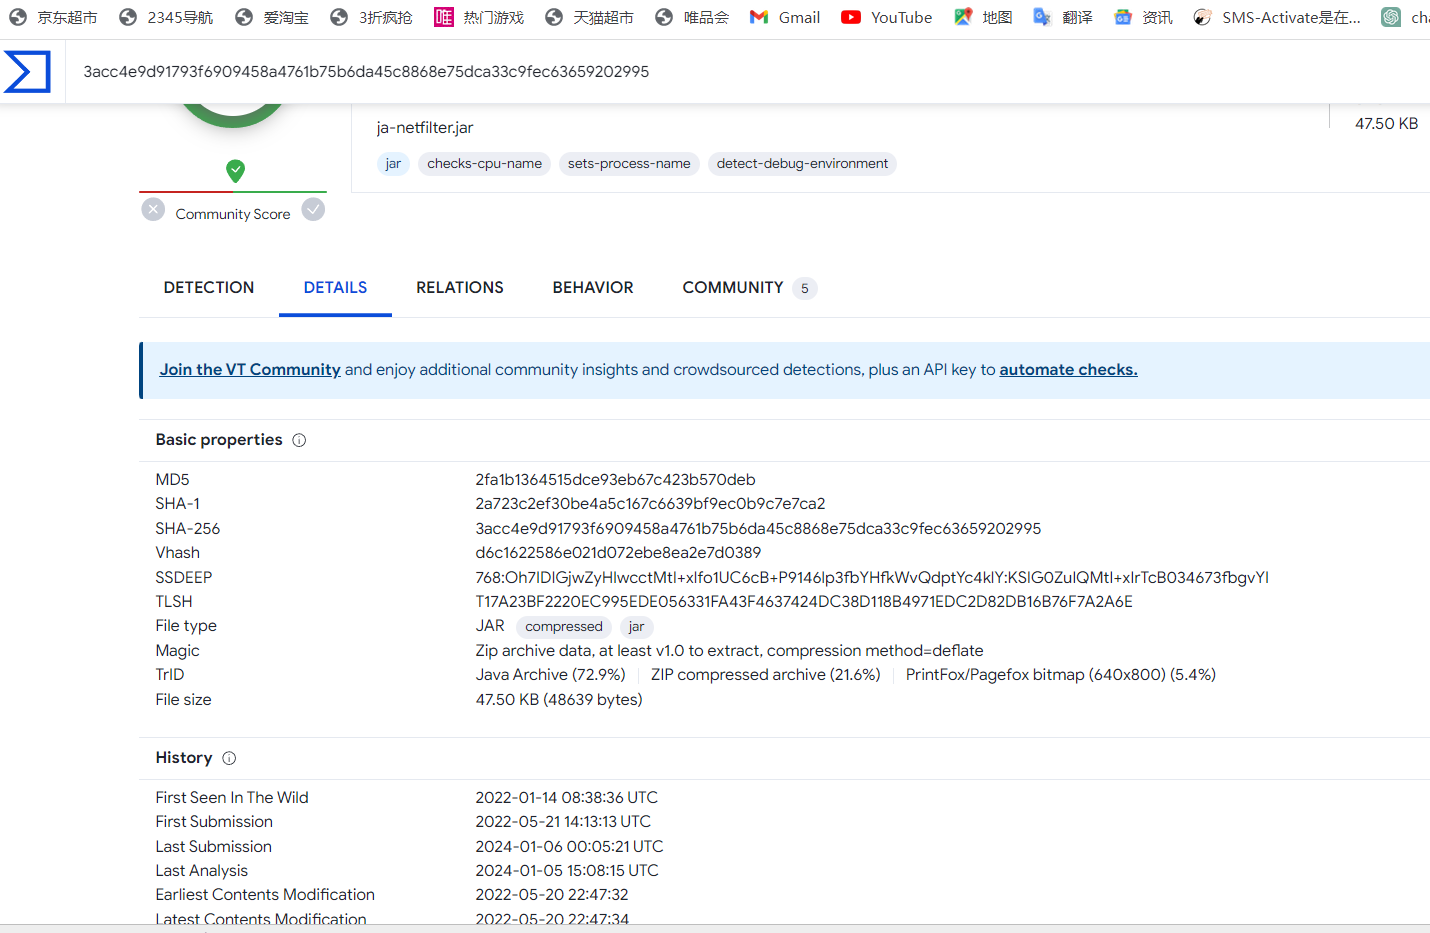 京东超市 2345导航 爱淘宝 3折疯抢 唯 热门游戏 天猫超市 唯品会 Gmail YouTube 地图 翻译 资讯 SMS-Activate是在... cha
3acc4e9d91793f6909458a4761b75b6da45c8868e75dca33c9fec63659202995
ja-netfilter.jar 47.50 KB
jar checks-cpu-name sets-process-name detect-debug-environment
Community Score
DETECTION DETAILS RELATIONS BEHAVIOR COMMUNITY 5
Join the VT Community and enjoy additional community insights and crowdsourced detections, plus an API key to automate checks.
Basic properties
MD5 2fa1b1364515dce93eb67c423b570deb
SHA-1 2a723c2ef30be4a5c167c6639bf9ec0b9c7e7ca2
SHA-256 3acc4e9d91793f6909458a4761b75b6da45c8868e75dca33c9fec63659202995
Vhash d6c1622586e021d072ebe8ea2e7d0389
SSDEEP 768:Oh7IDIGjwZyHIwcctMtI+xIfo1UC6cB+P9146Ip3fbYHfkWvQdptYc4kIY:KSIG0ZuIQMtI+xIrTcB034673fbgvYI
TLSH T17A23BF2220EC995EDE056331FA43F4637424DC38D118B4971EDC2D82DB16B76F7A2A6E
File type JAR compressed jar
Magic Zip archive data, at least v1.0 to extract, compression method=deflate
TrID Java Archive (72.9%) ZIP compressed archive (21.6%) PrintFox/Pagefox bitmap (640x800) (5.4%)
File size 47.50 KB (48639 bytes)
History
First Seen In The Wild 2022-01-14 08:38:36 UTC
First Submission 2022-05-21 14:13:13 UTC
Last Submission 2024-01-06 00:05:21 UTC
Last Analysis 2024-01-05 15:08:15 UTC
Earliest Contents Modification 2022-05-20 22:47:32
Latest Contents Modification 2022-05-20 22:47:34